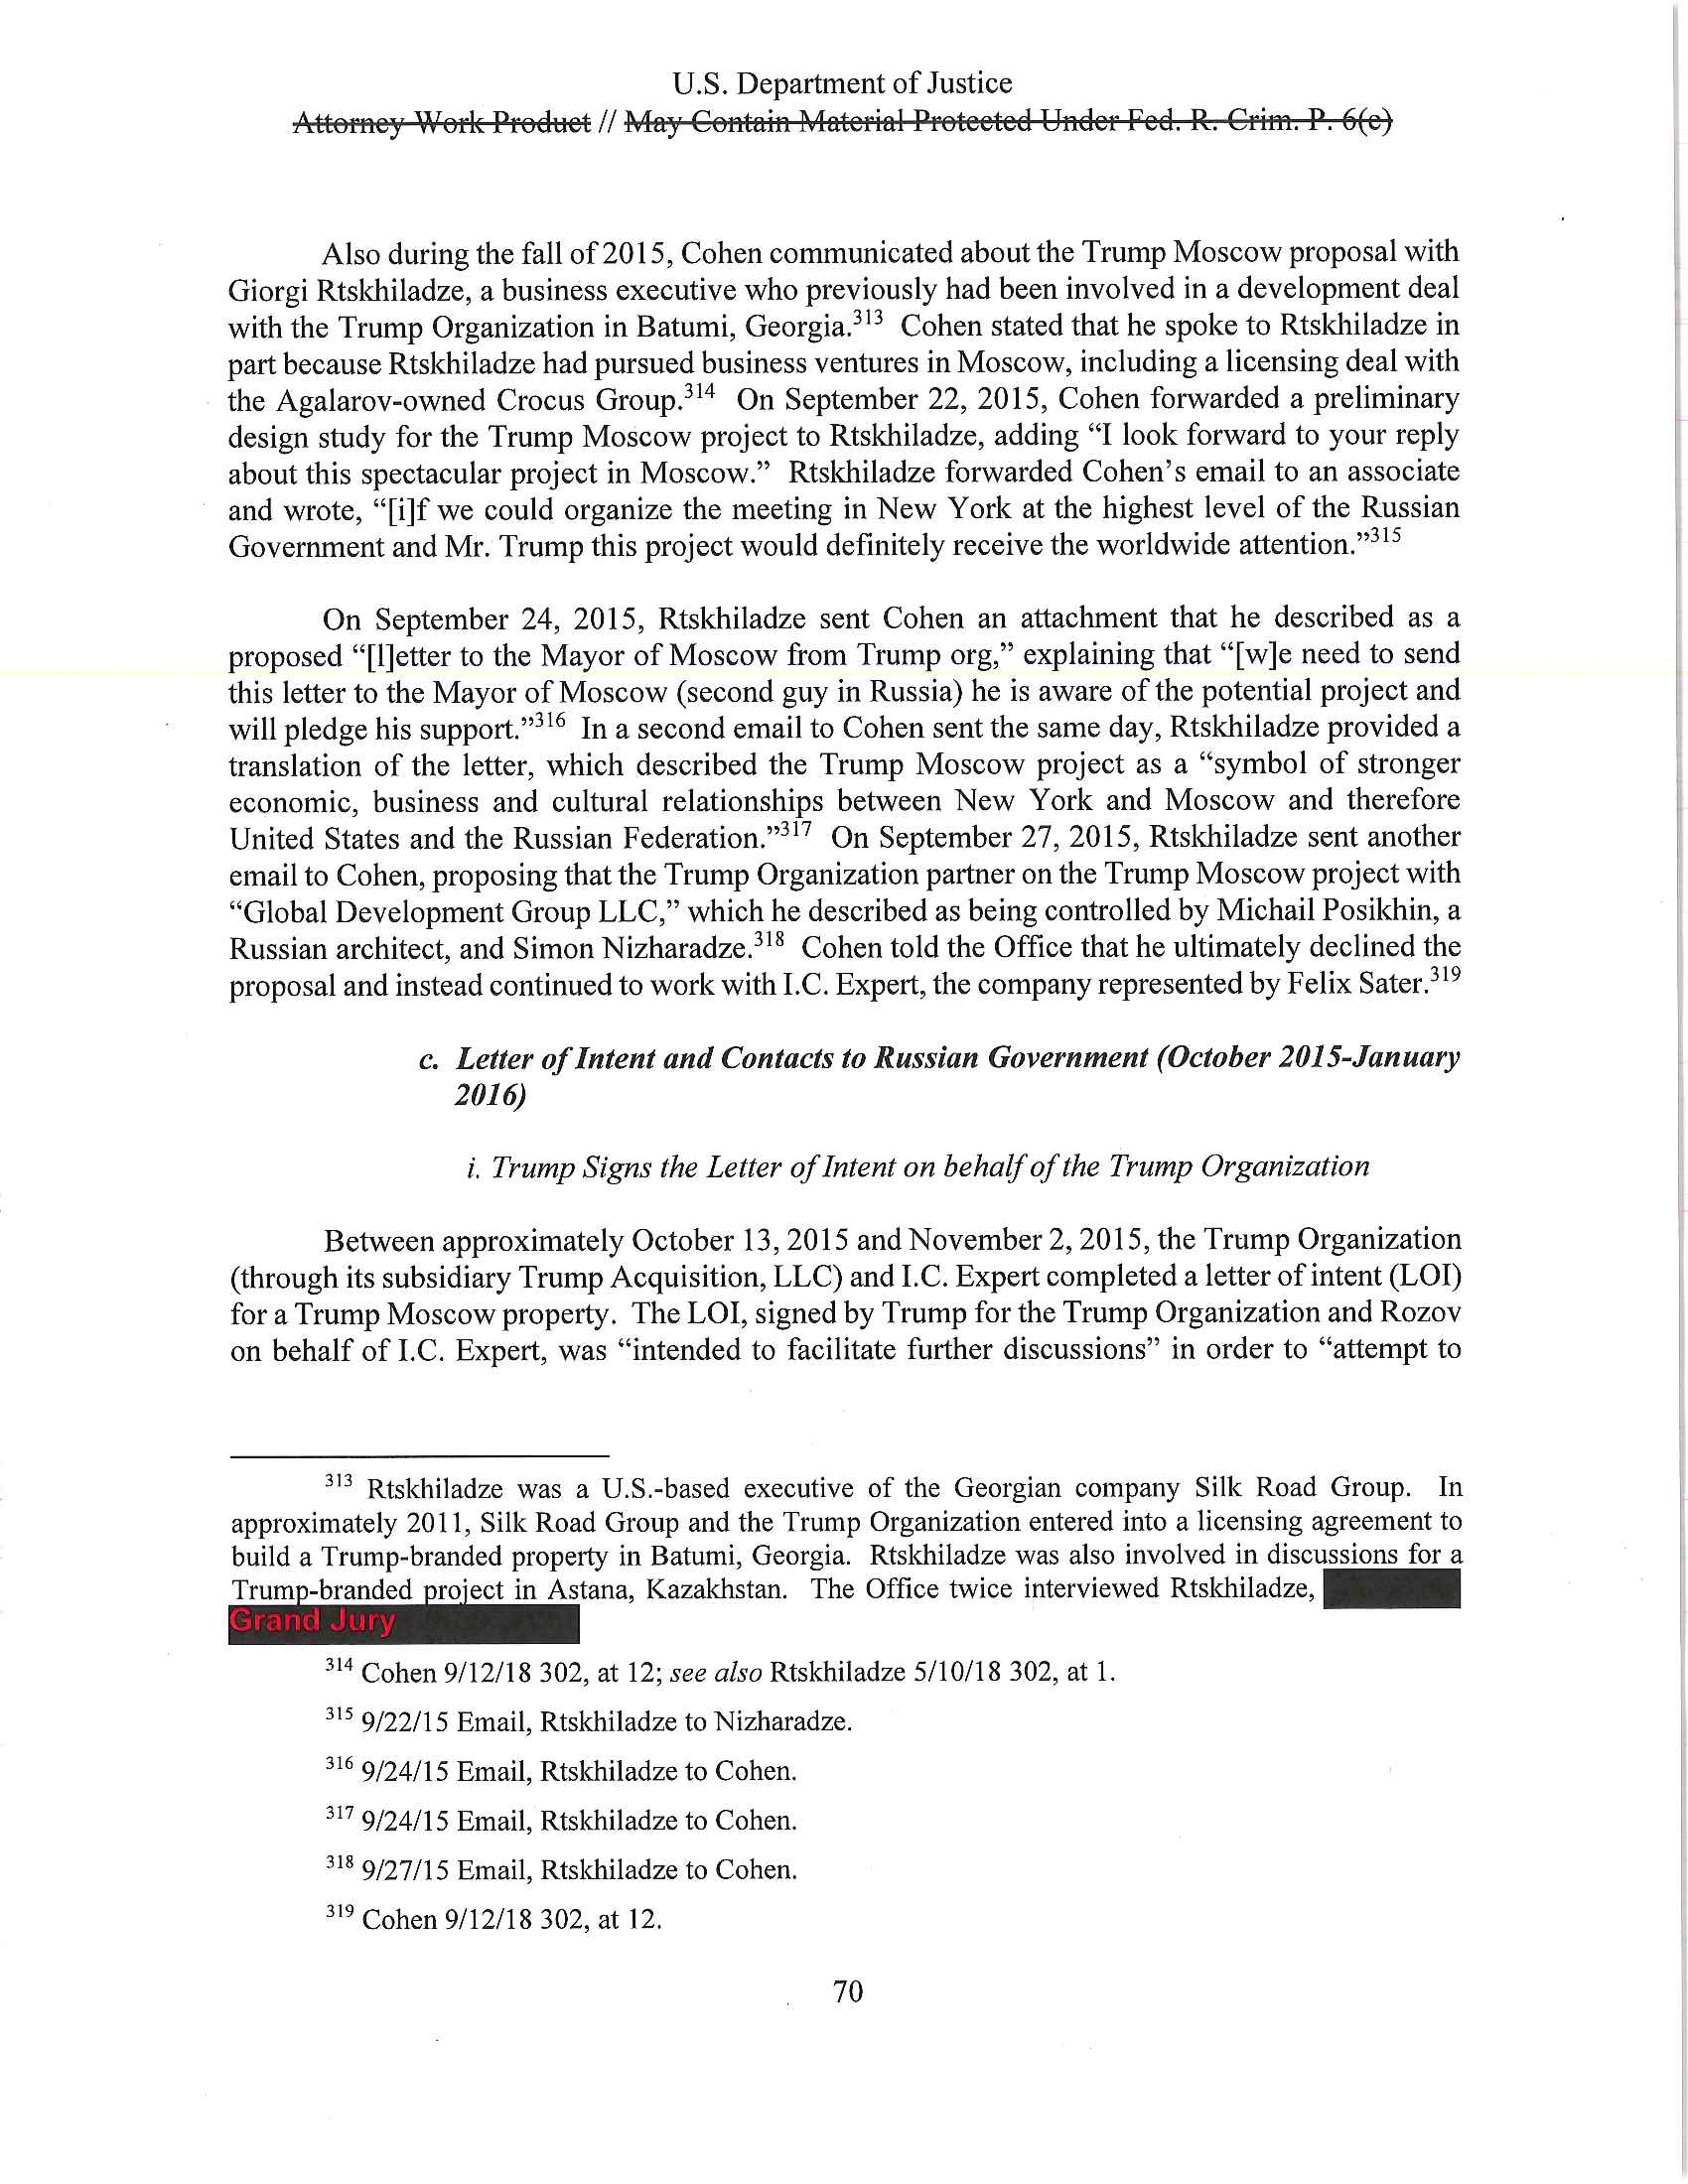 U.S. Department of Justice
Attorney Work Product // May Contain Material Protected Under Fed. R. Crim. P. 6(e)
Also during the fall of 2015, Cohen communicated about the Trump Moscow proposal with
Giorgi Rtskhiladze, a business executive who previously had been involved in a development deal
with the Trump Organization in Batumi, Georgia.313 Cohen stated that he spoke to Rtskhiladze in
part because Rtskhiladze had pursued business ventures in Moscow, including a licensing deal with
the Agalarov-owned Crocus Group.314 On September 22, 2015, Cohen forwarded a preliminary
design study for the Trump Moscow project to Rtskhiladze, adding “I look forward to your reply
about this spectacular project in Moscow.” Rtskhiladze forwarded Cohen’s email to an associate
and wrote, “[i]f we could organize the meeting in New York at the highest level of the Russian
Government and Mr. Trump this project would definitely receive the worldwide attention.”315
On September 24, 2015, Rtskhiladze sent Cohen an attachment that he described as a
proposed “[l]etter to the Mayor of Moscow from Trump org,” explaining that “[w]e need to send
this letter to the Mayor of Moscow (second guy in Russia) he is aware of the potential project and
will pledge his support.”316 In a second email to Cohen sent the same day, Rtskhiladze provided a
translation of the letter, which described the Trump Moscow project as a “symbol of stronger
economic, business and cultural relationships between New York and Moscow and therefore
United States and the Russian Federation.”317 On September 27, 2015, Rtskhiladze sent another
email to Cohen, proposing that the Trump Organization partner on the Trump Moscow project with
“Global Development Group LLC,” which he described as being controlled by Michail Posikhin, a
Russian architect, and Simon Nizharadze.318 Cohen told the Office that he ultimately declined the
proposal and instead continued to work with I.C. Expert, the company represented by Felix Sater.319
c. Letter of Intent and Contacts to Russian Government (October 2015-January
2016)
i. Trump Signs the Letter of Intent on behalf of the Trump Organization
Between approximately October 13, 2015 and November 2, 2015, the Trump Organization
(through its subsidiary Trump Acquisition, LLC) and I.C. Expert completed a letter of intent (LOI)
for a Trump Moscow property. The LOI, signed by Trump for the Trump Organization and Rozov
on behalf of I.C. Expert, was “intended to facilitate further discussions” in order to “attempt to
313 Rtskhiladze was a U.S.-based executive of the Georgian company Silk Road Group. In
approximately 2011, Silk Road Group and the Trump Organization entered into a licensing agreement to
build a Trump-branded property in Batumi, Georgia. Rtskhiladze was also involved in discussions for a
Trump-branded project in Astana, Kazakhstan. The Office twice interviewed Rtskhiladze,
Grand Jury
314 Cohen 9/12/18 302, at 12; see also Rtskhiladze 5/10/18 302, at 1.
315 9/22/15 Email, Rtskhiladze to Nizharadze.
316 9/24/15 Email, Rtskhiladze to Cohen.
317 9/24/15 Email, Rtskhiladze to Cohen.
318 9/27/15 Email, Rtskhiladze to Cohen.
319 Cohen 9/12/18 302, at 12.
70